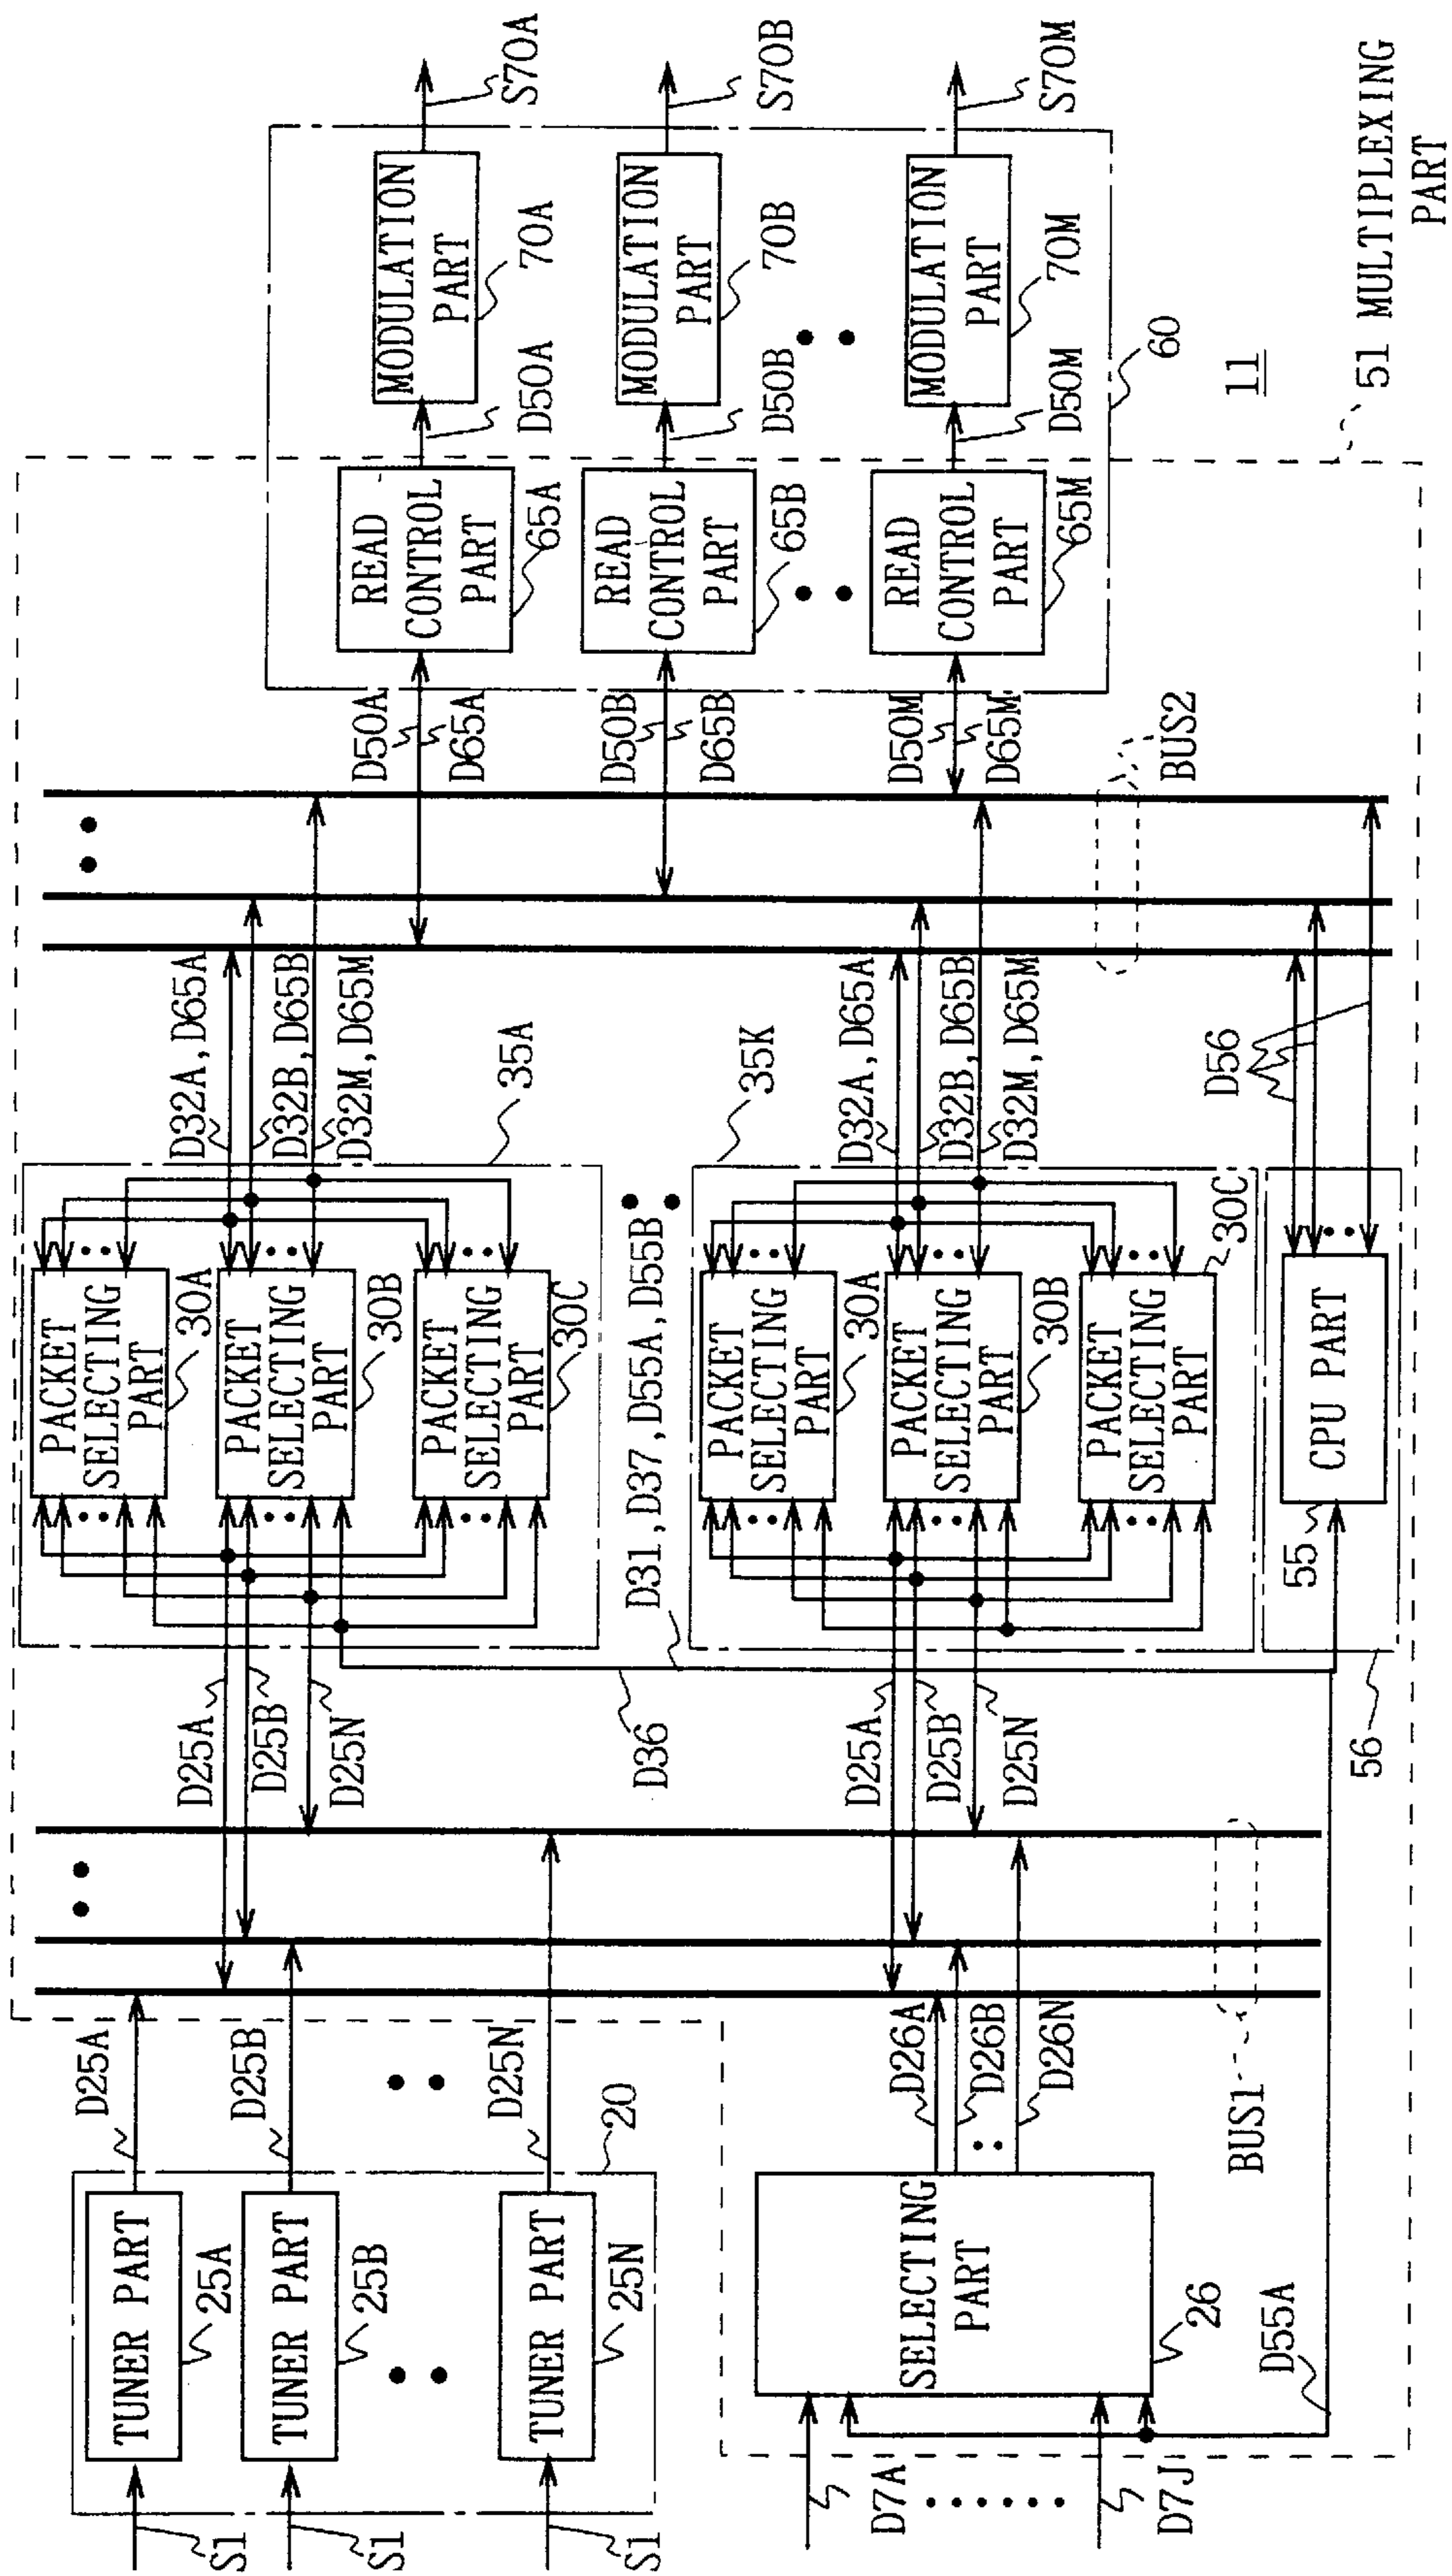 S1
S1
S1
TUNER PART
25A
TUNER PART
25B
TUNER PART
25N
20
D25A
D25B
D25N
D7A
D7J
SELECTING
PART
26
D55A
D26A
D26B
D26N
BUS1
D25A
D25B
D25N
D36
D25A
D25B
D25N
56
PACKET
SELECTING
PART
30A
PACKET
SELECTING
PART
30B
PACKET
SELECTING
PART
30C
D31,D37,D55A,D55B
PACKET
SELECTING
PART
30A
PACKET
SELECTING
PART
30B
PACKET
SELECTING
PART
30C
55
CPU PART
D32A,D65A
D32B,D65B
D32M,D65M
35A
35K
D32A,D65A
D32B,D65B
D32M,D65M
D56
BUS2
D50A
D65A
D50B
D65B
D50M
D65M
READ
CONTROL
PART
65A
READ
CONTROL
PART
65B
READ
CONTROL
PART
65M
D50A
D50B
D50M
MODULATION
PART
70A
MODULATION
PART
70B
MODULATION
PART
70M
60
S70A
S70B
S70M
11
51 MULTIPLEXING
PART